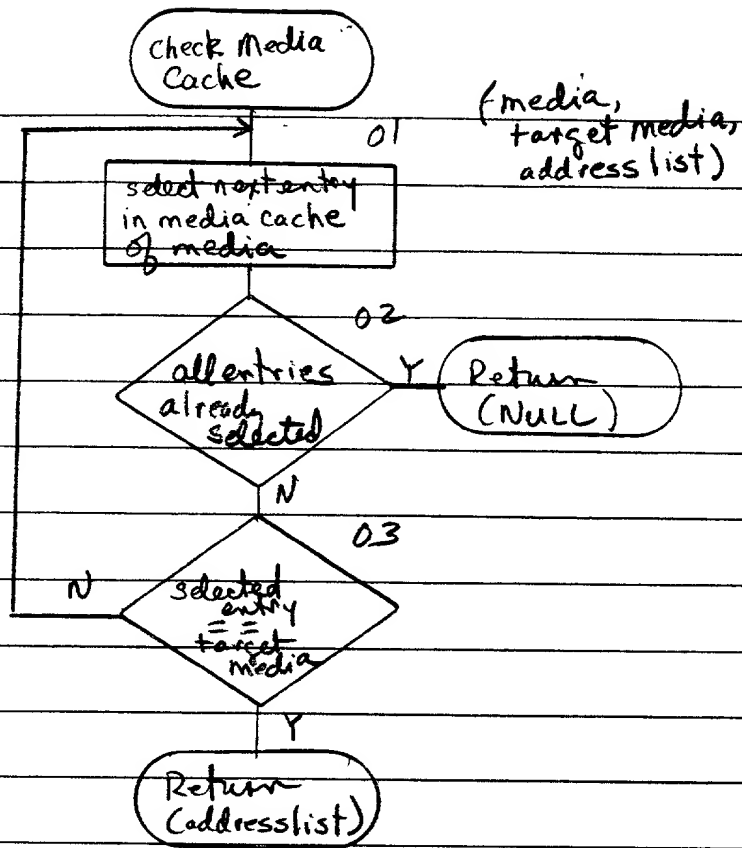 Check Media
Cache
(media,
target media,
address list)
01
select next entry
in media cache
of media
02
all entries
already
selected
Y
Return
(NULL)
N
03
N
selected
entry
==
target
media
Y
Return
(addresslist)